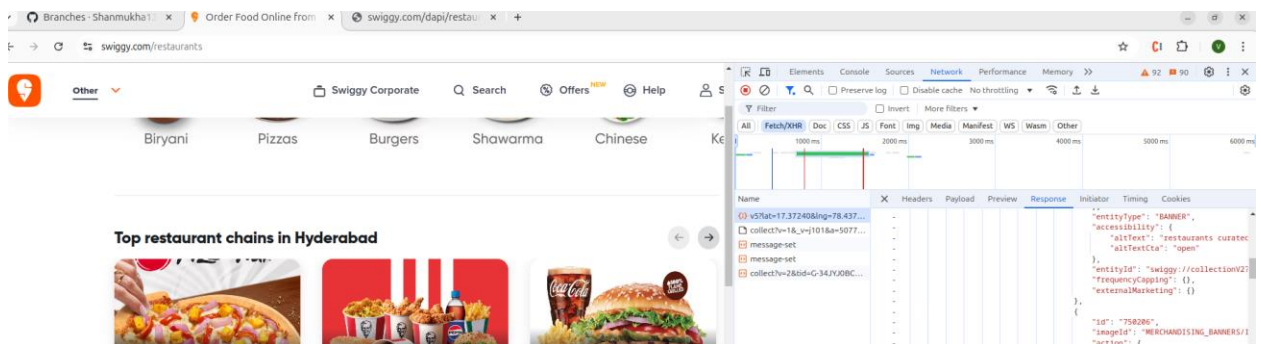 Branches · Shanmukha1
Order Food Online from
swiggy.com/dapi/restau
swiggy.com/restaurants
Other
Swiggy Corporate
Search
Offers NEW
Help
S
Biryani Pizzas Burgers Shawarma Chinese Ke
Top restaurant chains in Hyderabad
Elements Console Sources Network Performance Memory
92 90
Preserve log Disable cache No throttling
Filter Invert More filters
All Fetch/XHR Doc CSS JS Font Img Media Manifest WS Wasm Other
1000 ms 2000 ms 3000 ms 4000 ms 5000 ms 6000 ms
Name Headers Payload Preview Response Initiator Timing Cookies
v5?lat=17.37240&lng=78.437...
collect?v=1&_v=j101&a=5077...
message-set
message-set
collect?v=2&tid=G-34JYJ0BC...
"entityType": "BANNER",
"accessibility": {
"altText": "restaurants curated
"altTextCta": "open"
},
"entityId": "swiggy://collectionV2?
"frequencyCapping": {},
"externalMarketing": {}
},
{
"id": "750206",
"imageId": "MERCHANDISING_BANNERS/I
"action": {
KFC
Coca-Cola